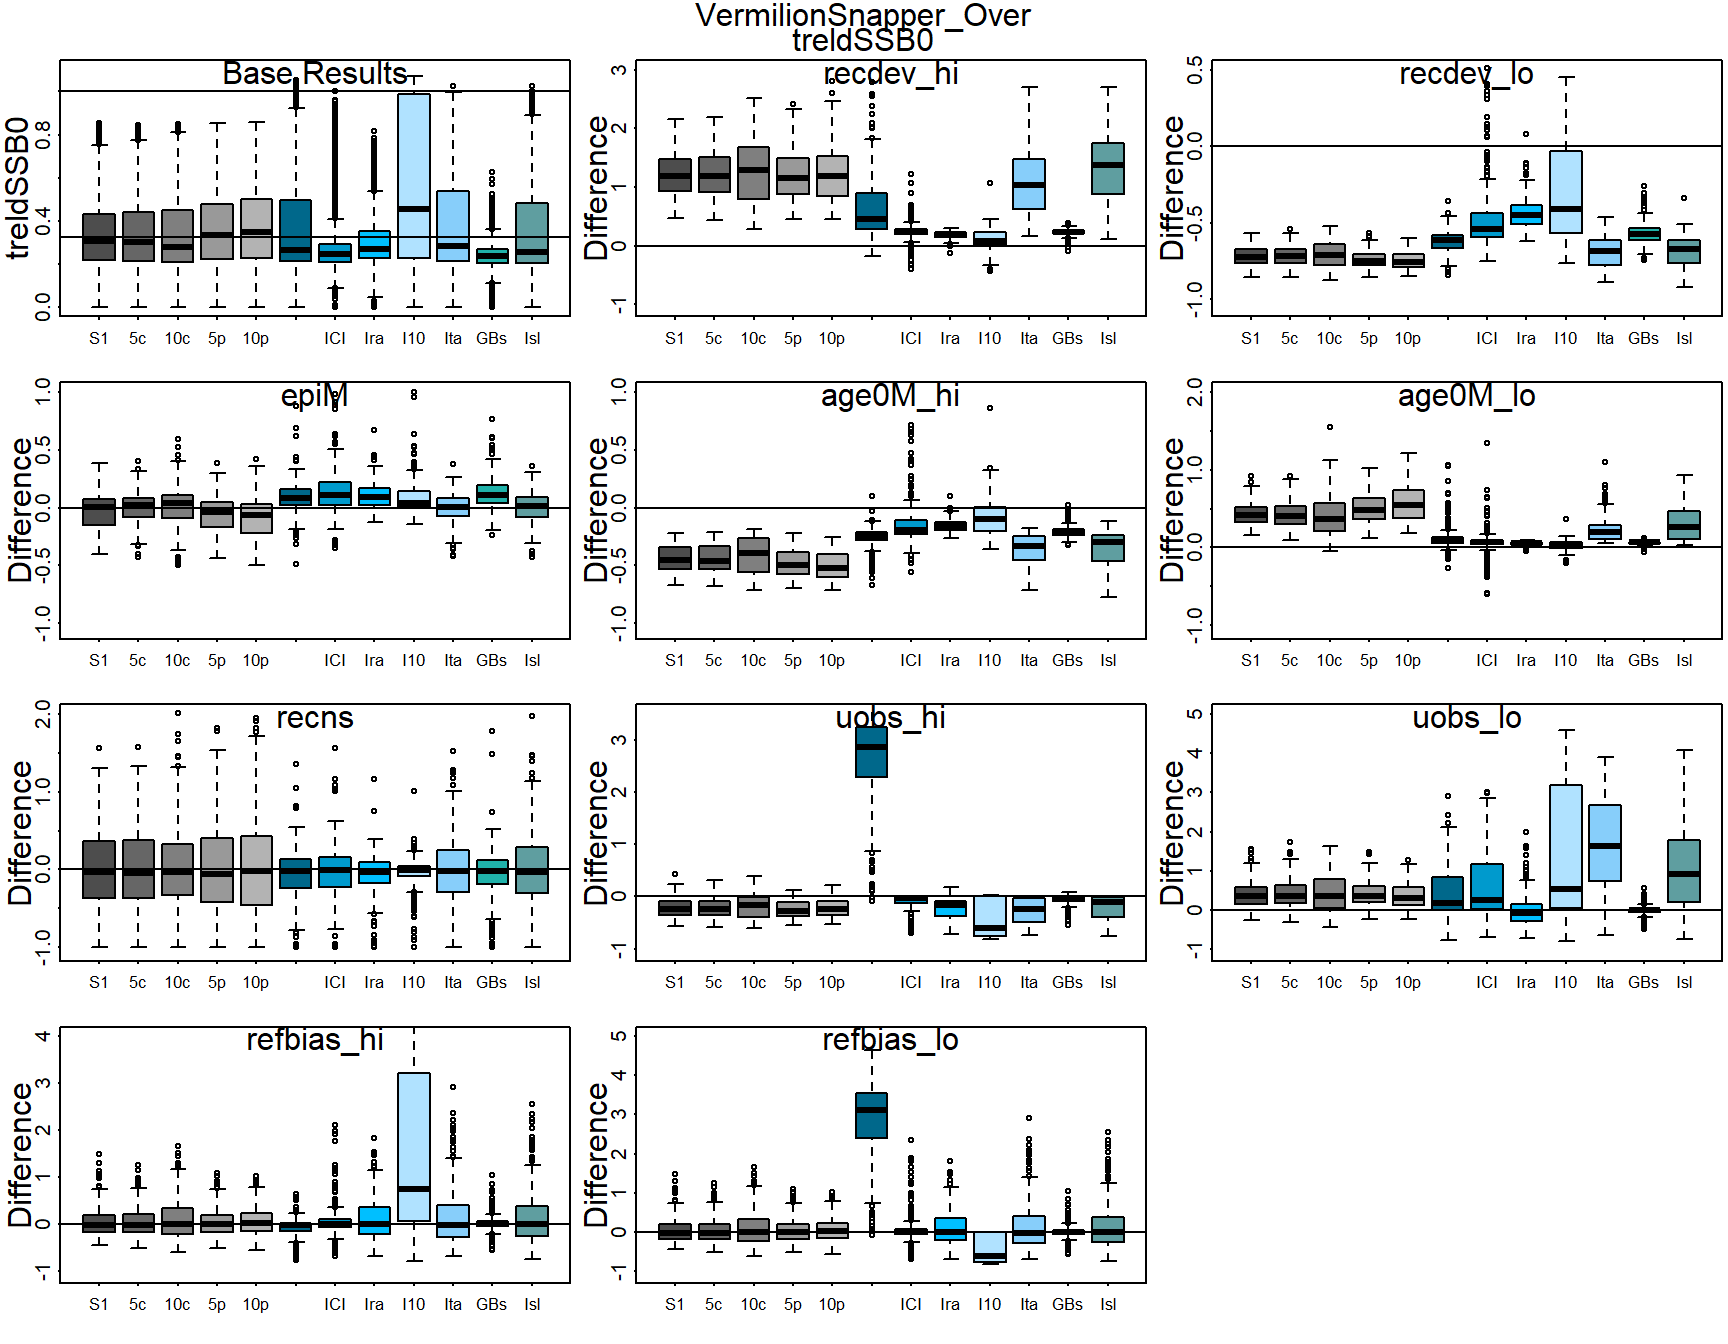 VermilionSnapper_Over
treldSSB0
Base Results
recdev_hi
recdev_lo
treldSSB0
0.0 0.4 0.8
S1 5c 10c 5p 10p ICI Ira I10 Ita GBs Isl
Difference
-1 0 1 2 3
S1 5c 10c 5p 10p ICI Ira I10 Ita GBs Isl
Difference
-1.0 -0.5 0.0 0.5
S1 5c 10c 5p 10p ICI Ira I10 Ita GBs Isl
epiM
age0M_hi
age0M_lo
Difference
-1.0 -0.5 0.0 0.5 1.0
S1 5c 10c 5p 10p ICI Ira I10 Ita GBs Isl
Difference
-1.0 -0.5 0.0 0.5 1.0
S1 5c 10c 5p 10p ICI Ira I10 Ita GBs Isl
Difference
-1.0 0.0 1.0 2.0
S1 5c 10c 5p 10p ICI Ira I10 Ita GBs Isl
recns
uobs_hi
uobs_lo
Difference
-1.0 0.0 1.0 2.0
S1 5c 10c 5p 10p ICI Ira I10 Ita GBs Isl
Difference
-1 0 1 2 3
S1 5c 10c 5p 10p ICI Ira I10 Ita GBs Isl
Difference
-1 0 1 2 3 4 5
S1 5c 10c 5p 10p ICI Ira I10 Ita GBs Isl
refbias_hi
refbias_lo
Difference
-1 0 1 2 3 4
S1 5c 10c 5p 10p ICI Ira I10 Ita GBs Isl
Difference
-1 0 1 2 3 4 5
S1 5c 10c 5p 10p ICI Ira I10 Ita GBs Isl